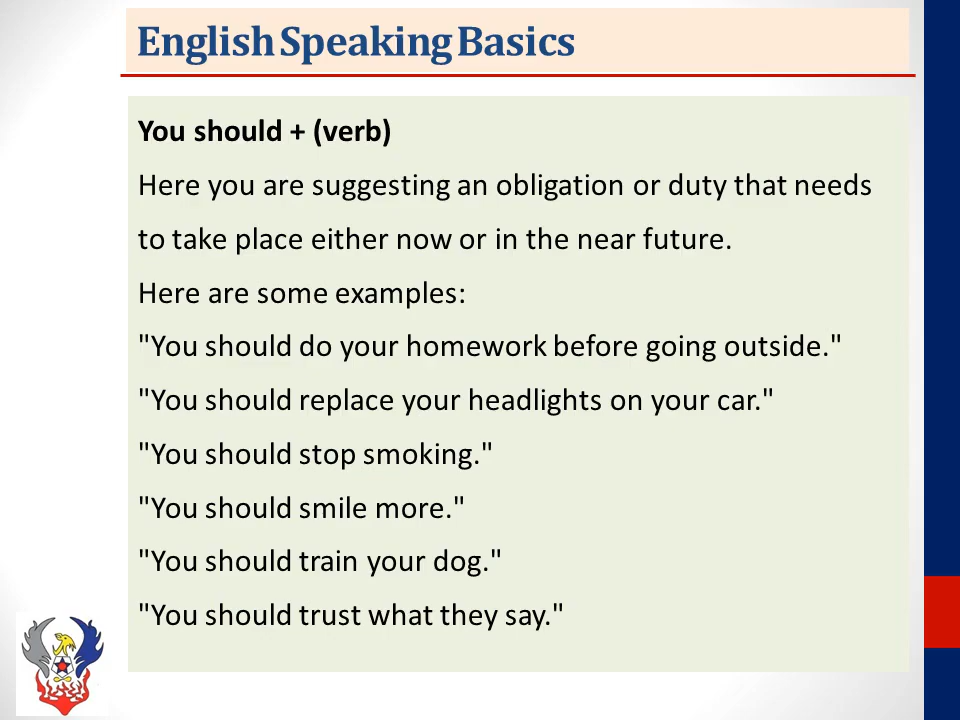 English Speaking Basics
You should + (verb)
Here you are suggesting an obligation or duty that needs
to take place either now or in the near future.
Here are some examples:
"You should do your homework before going outside."
"You should replace your headlights on your car."
"You should stop smoking."
"You should smile more."
"You should train your dog."
"You should trust what they say."